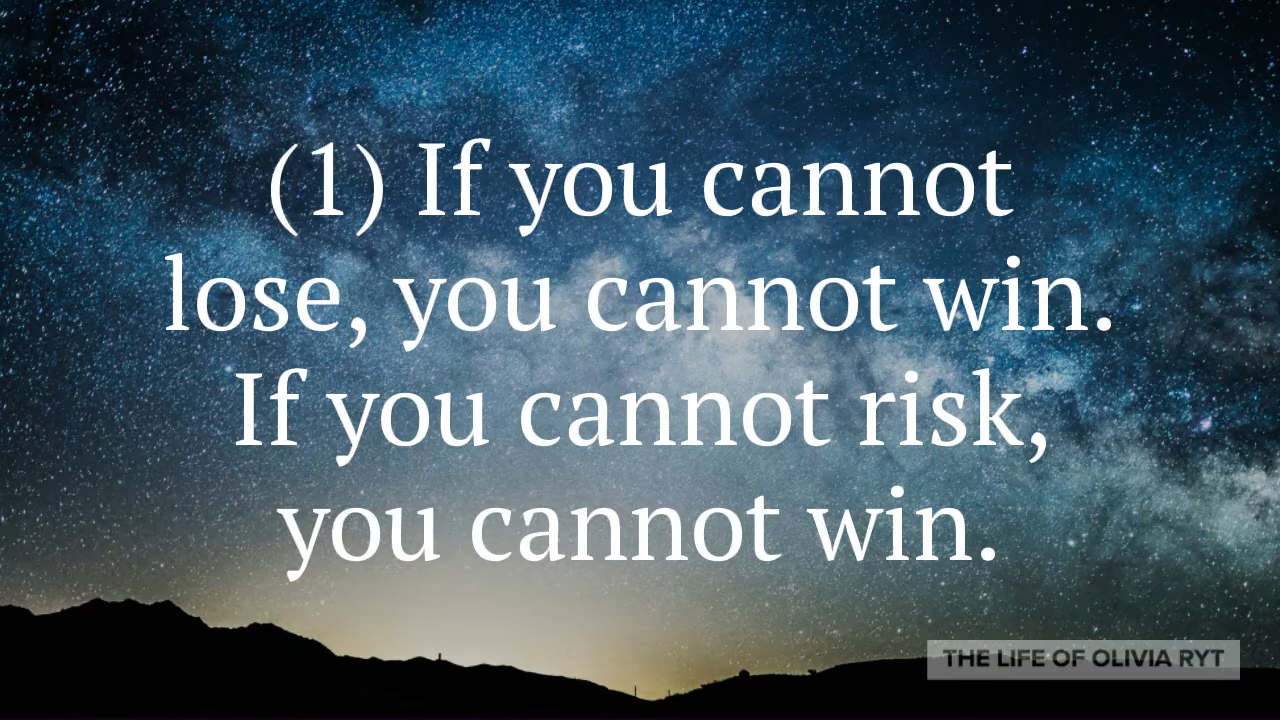 (1) If you cannot
lose, you cannot win.
If you cannot risk,
you cannot win.
THE LIFE OF OLIVIA RYT